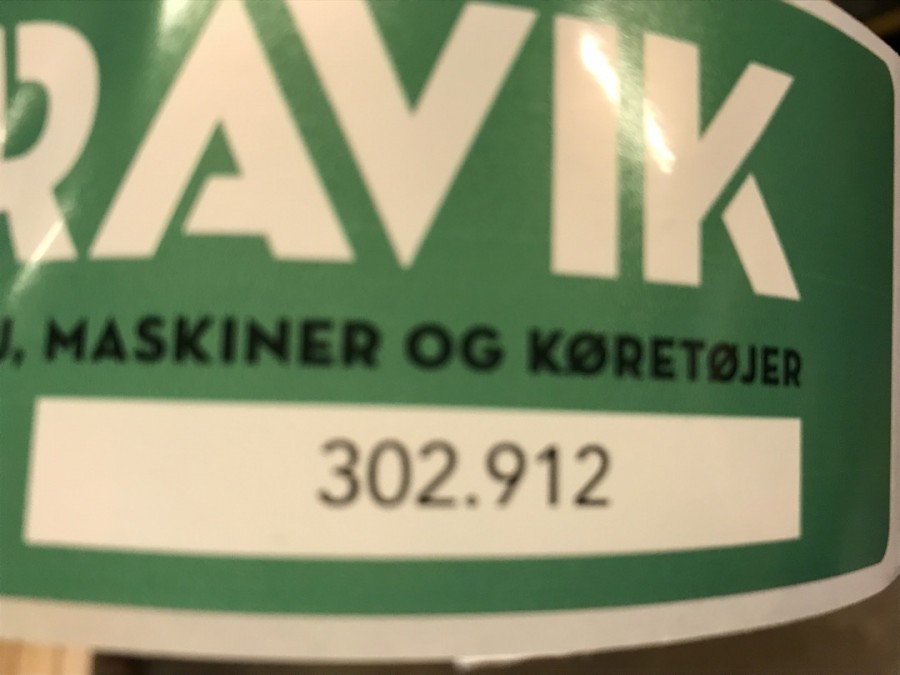 RAVIK
, MASKINER OG KØRETØJER
302.912